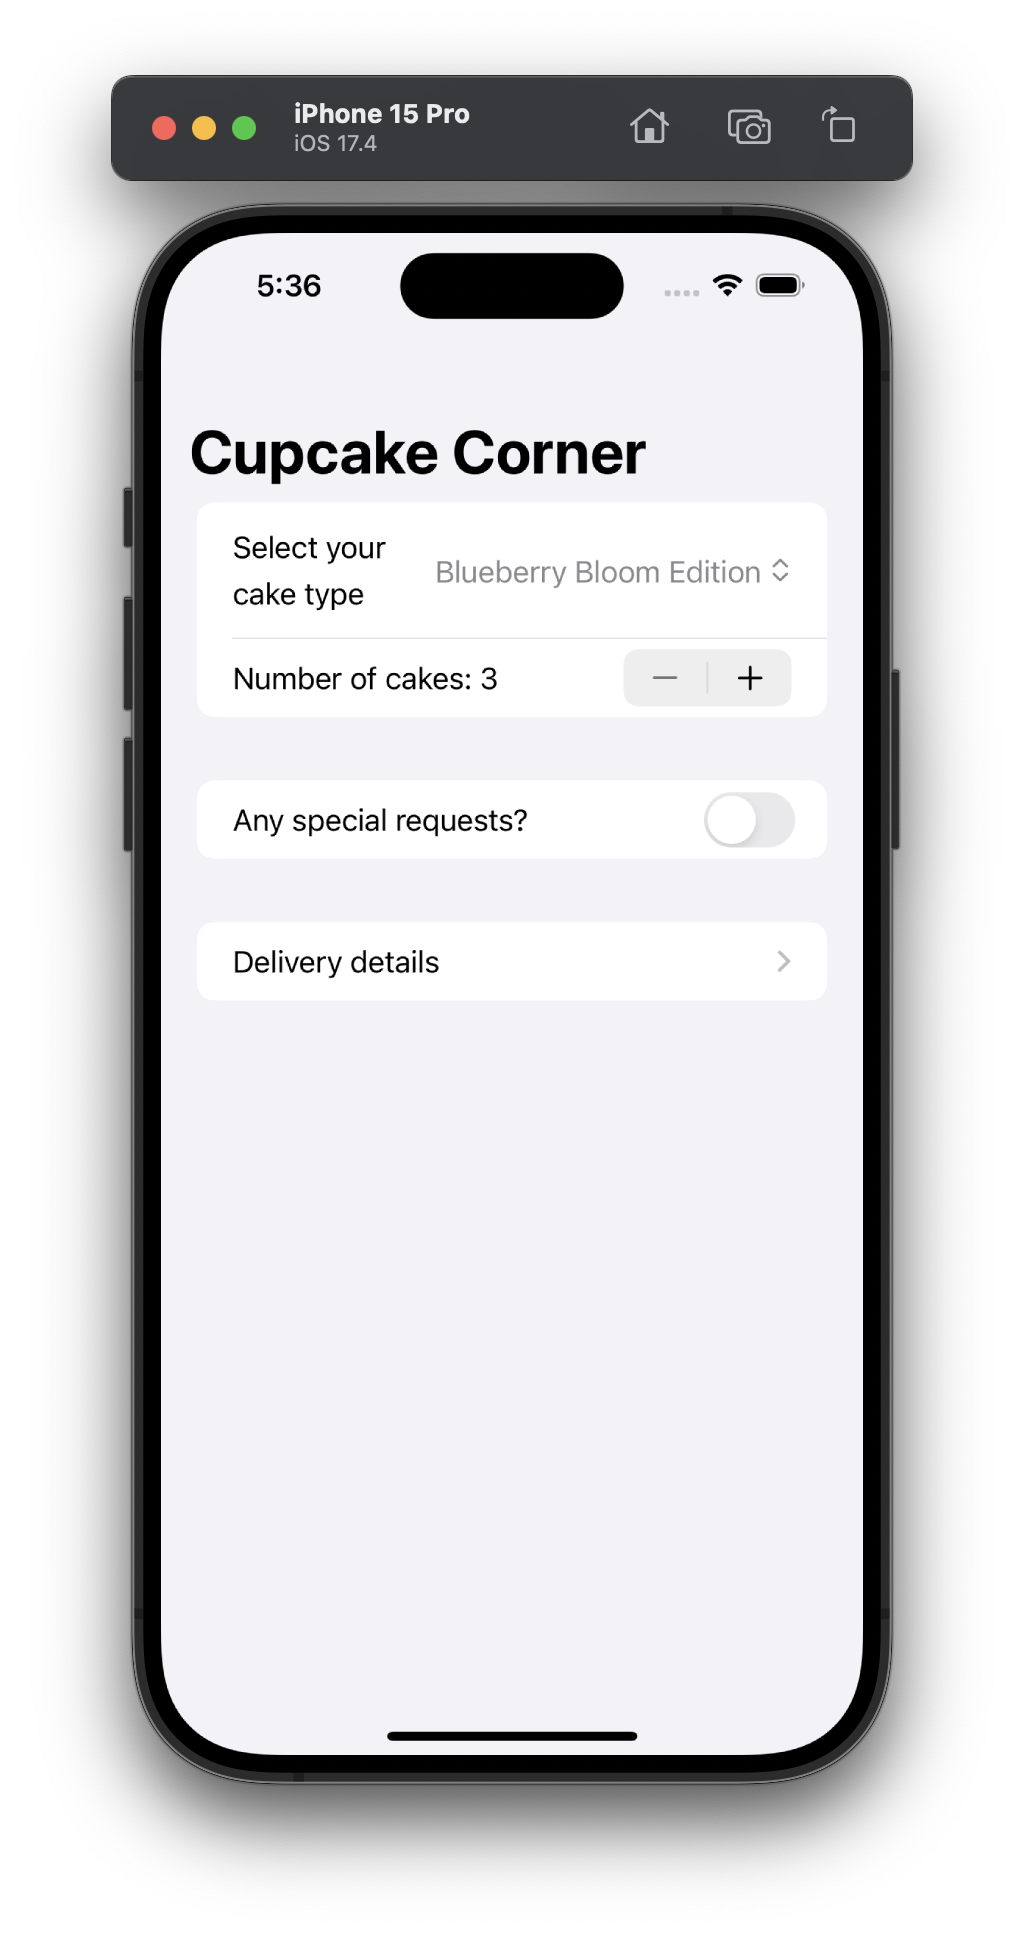 iPhone 15 Pro
iOS 17.4
5:36
Cupcake Corner
Select your
cake type
Blueberry Bloom Edition
Number of cakes: 3
Any special requests?
Delivery details